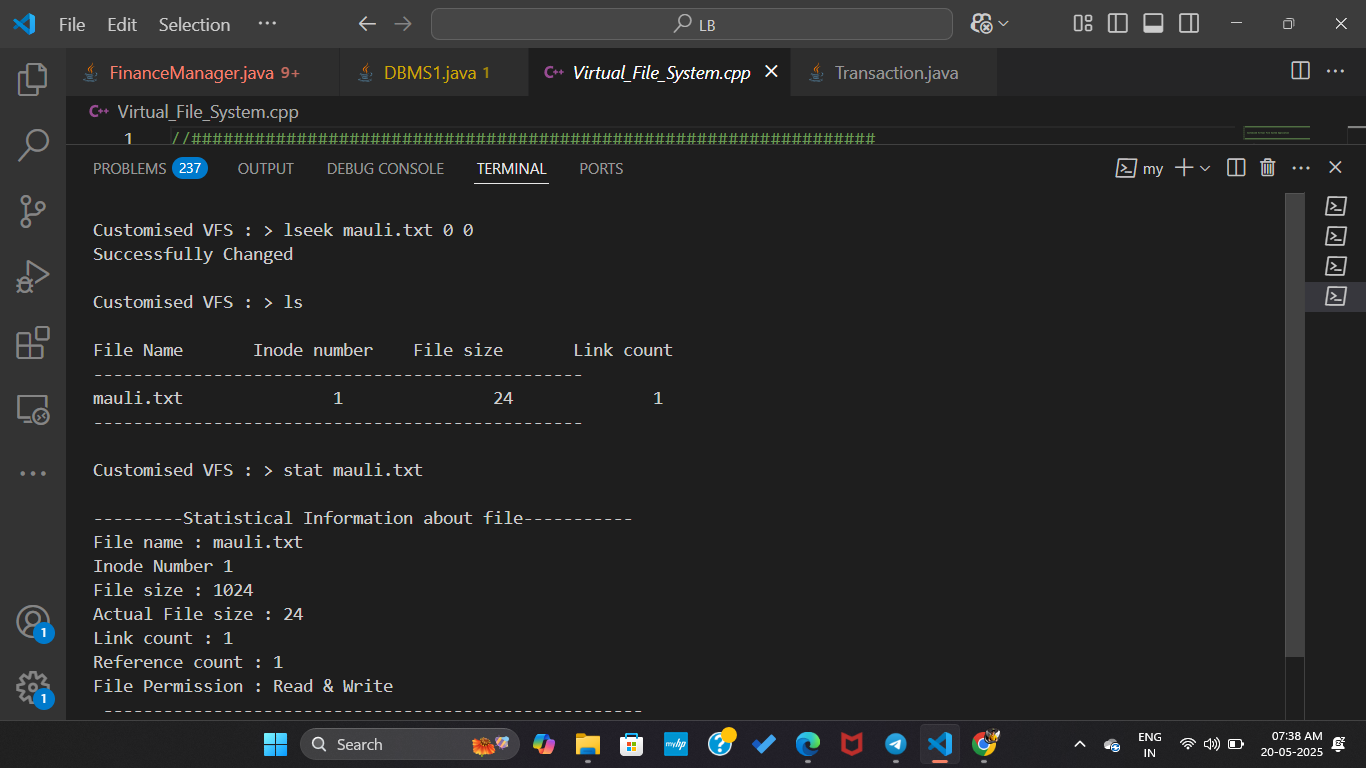 File Edit Selection ··· LB
FinanceManager.java 9+ DBMS1.java 1 C++ Virtual_File_System.cpp Transaction.java
C++ Virtual_File_System.cpp
1 //#################################################################
PROBLEMS 237 OUTPUT DEBUG CONSOLE TERMINAL PORTS my
Customised VFS : > lseek mauli.txt 0 0
Successfully Changed
Customised VFS : > ls
File Name Inode number File size Link count
-------------------------------------------------
mauli.txt 1 24 1
-------------------------------------------------
Customised VFS : > stat mauli.txt
---------Statistical Information about file-----------
File name : mauli.txt
Inode Number 1
File size : 1024
Actual File size : 24
Link count : 1
Reference count : 1
File Permission : Read & Write
------------------------------------------------------
1
1
Search myhp ENG 07:38 AM
IN 20-05-2025